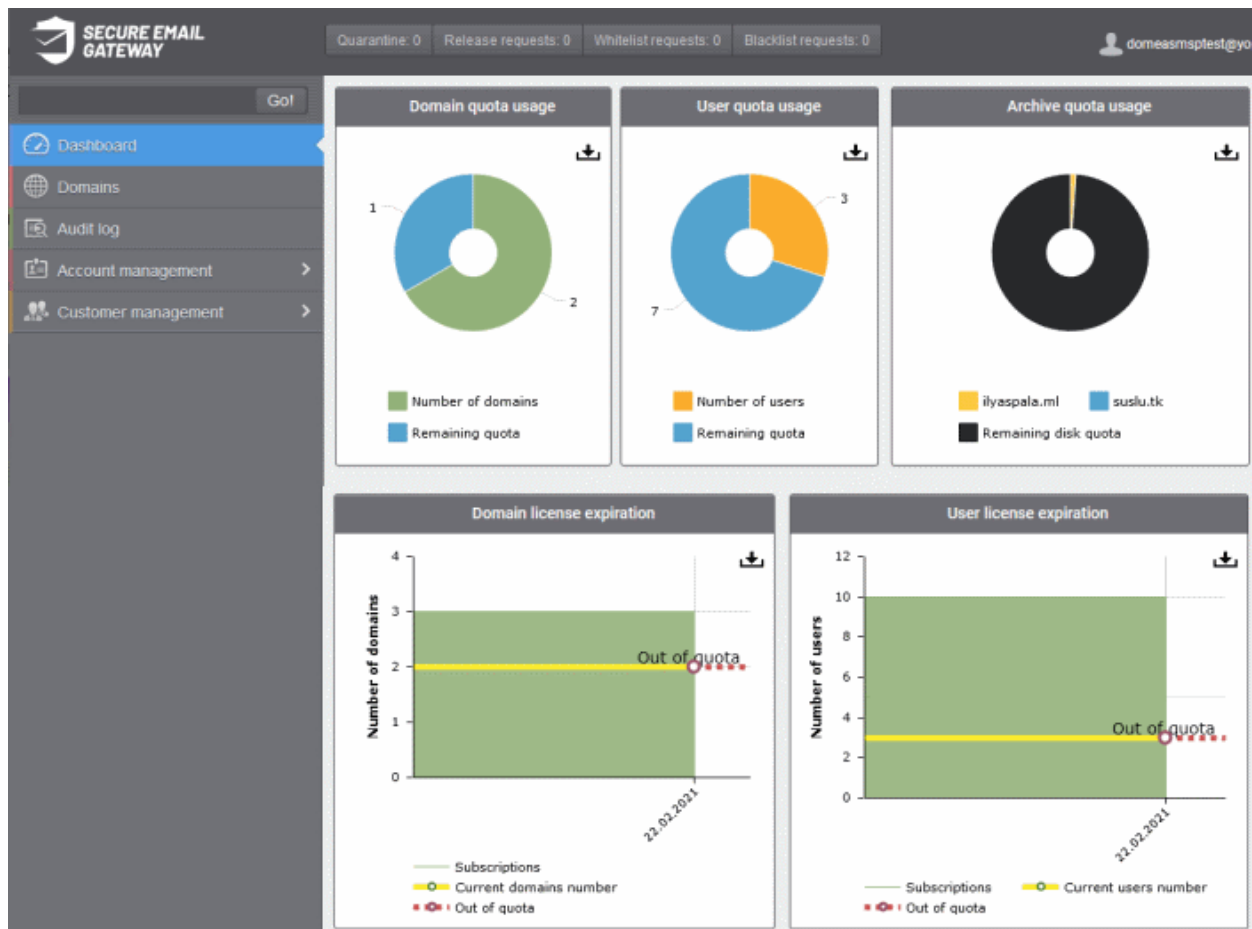 SECURE EMAIL
GATEWAY
Quarantine: 0 Release requests: 0 Whitelist requests: 0 Blacklist requests: 0
domeasmsptest@yo
Go!
Dashboard
Domains
Audit log
Account management
Customer management
Domain quota usage
1
2
Number of domains
Remaining quota
User quota usage
3
7
Number of users
Remaining quota
Archive quota usage
ilyaspala.ml suslu.tk
Remaining disk quota
Domain license expiration
Number of domains
4
3
2
1
0
Out of quota
22.02.2021
Subscriptions
Current domains number
Out of quota
User license expiration
Number of users
12
10
8
6
4
2
0
Out of quota
22.02.2021
Subscriptions Current users number
Out of quota